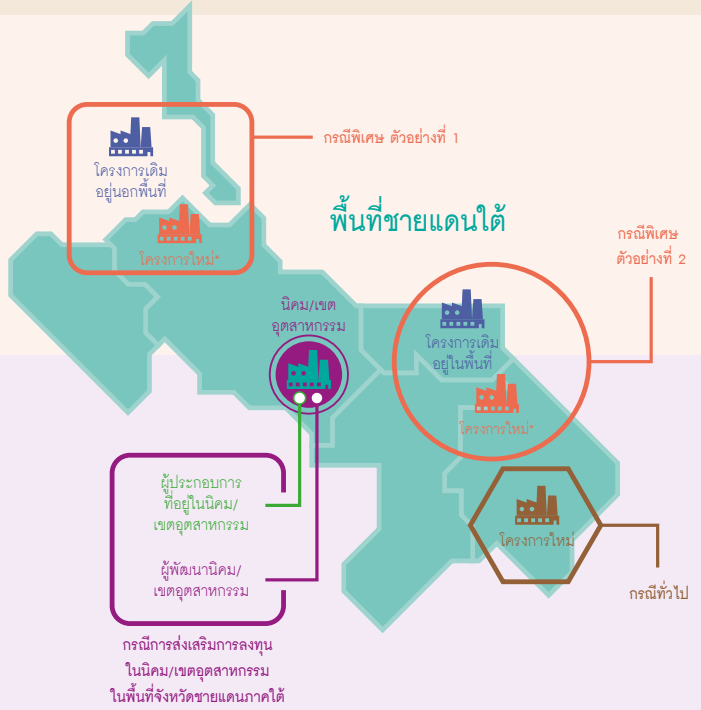 กรณีพิเศษ ตัวอย่างที่ 1
โครงการเดิม
อยู่นอกพื้นที่
โครงการใหม่*
พื้นที่ชายแดนใต้
กรณีพิเศษ
ตัวอย่างที่ 2
นิคม/เขต
อุตสาหกรรม
โครงการเดิม
อยู่ในพื้นที่
โครงการใหม่*
ผู้ประกอบการ
ที่อยู่ในนิคม/
เขตอุตสาหกรรม
โครงการใหม่
ผู้พัฒนานิคม/
เขตอุตสาหกรรม
กรณีทั่วไป
กรณีการส่งเสริมการลงทุน
ในนิคม/เขตอุตสาหกรรม
ในพื้นที่จังหวัดชายแดนภาคใต้